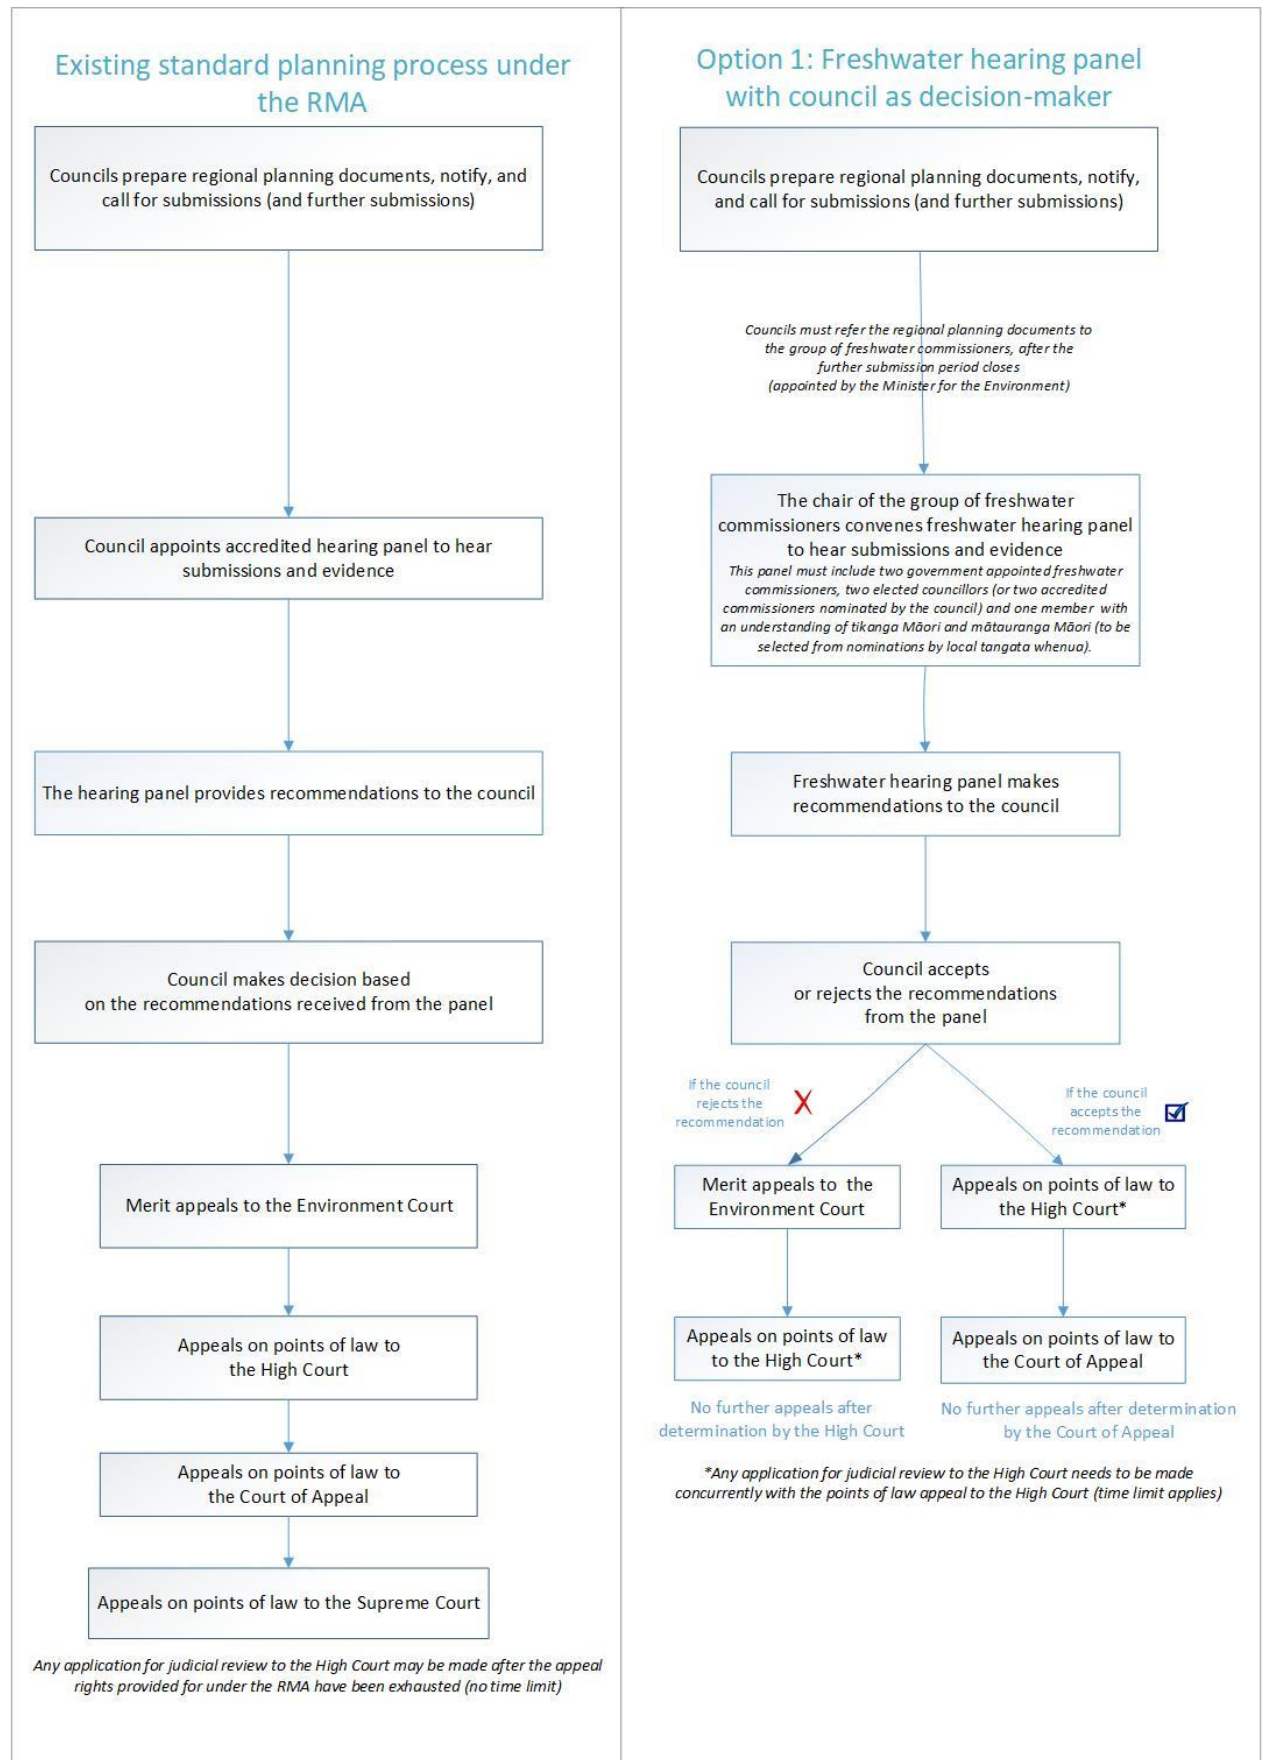 Existing standard planning process under
the RMA
Councils prepare regional planning documents, notify, and
call for submissions (and further submissions)
Council appoints accredited hearing panel to hear
submissions and evidence
The hearing panel provides recommendations to the council
Council makes decision based
on the recommendations received from the panel
Merit appeals to the Environment Court
Appeals on points of law to
the High Court
Appeals on points of law to
the Court of Appeal
Appeals on points of law to the Supreme Court
Any application for judicial review to the High Court may be made after the appeal
rights provided for under the RMA have been exhausted (no time limit)
Option 1: Freshwater hearing panel
with council as decision-maker
Councils prepare regional planning documents, notify,
and call for submissions (and further submissions)
Councils must refer the regional planning documents to
the group of freshwater commissioners, after the
further submission period closes
(appointed by the Minister for the Environment)
The chair of the group of freshwater
commissioners convenes freshwater hearing panel
to hear submissions and evidence
This panel must include two government appointed freshwater
commissioners, two elected councillors (or two accredited
commissioners nominated by the council) and one member with
an understanding of tikanga Māori and mātauranga Māori (to be
selected from nominations by local tangata whenua).
Freshwater hearing panel makes
recommendations to the council
Council accepts
or rejects the recommendations
from the panel
If the council
rejects the
recommendation
If the council
accepts the
recommendation
Merit appeals to the
Environment Court
Appeals on points of law to
the High Court*
Appeals on points of law
to the High Court*
Appeals on points of law to
the Court of Appeal
No further appeals after
determination by the High Court
No further appeals after determination
by the Court of Appeal
*Any application for judicial review to the High Court needs to be made
concurrently with the points of law appeal to the High Court (time limit applies)